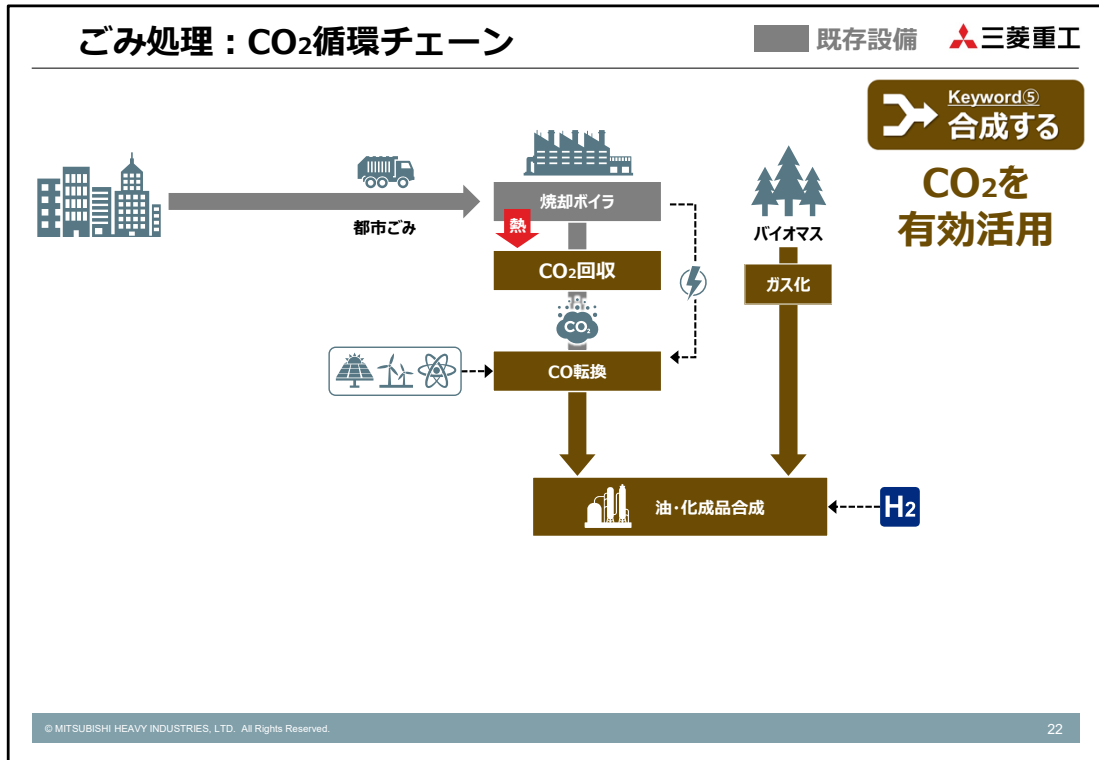 ごみ処理：CO₂循環チェーン
既存設備
三菱重工
Keyword⑤
合成する
CO₂を
有効活用
焼却ボイラ
都市ごみ
熱
バイオマス
CO₂回収
ガス化
CO₂
CO転換
油・化成品合成
H2
© MITSUBISHI HEAVY INDUSTRIES, LTD. All Rights Reserved.
22